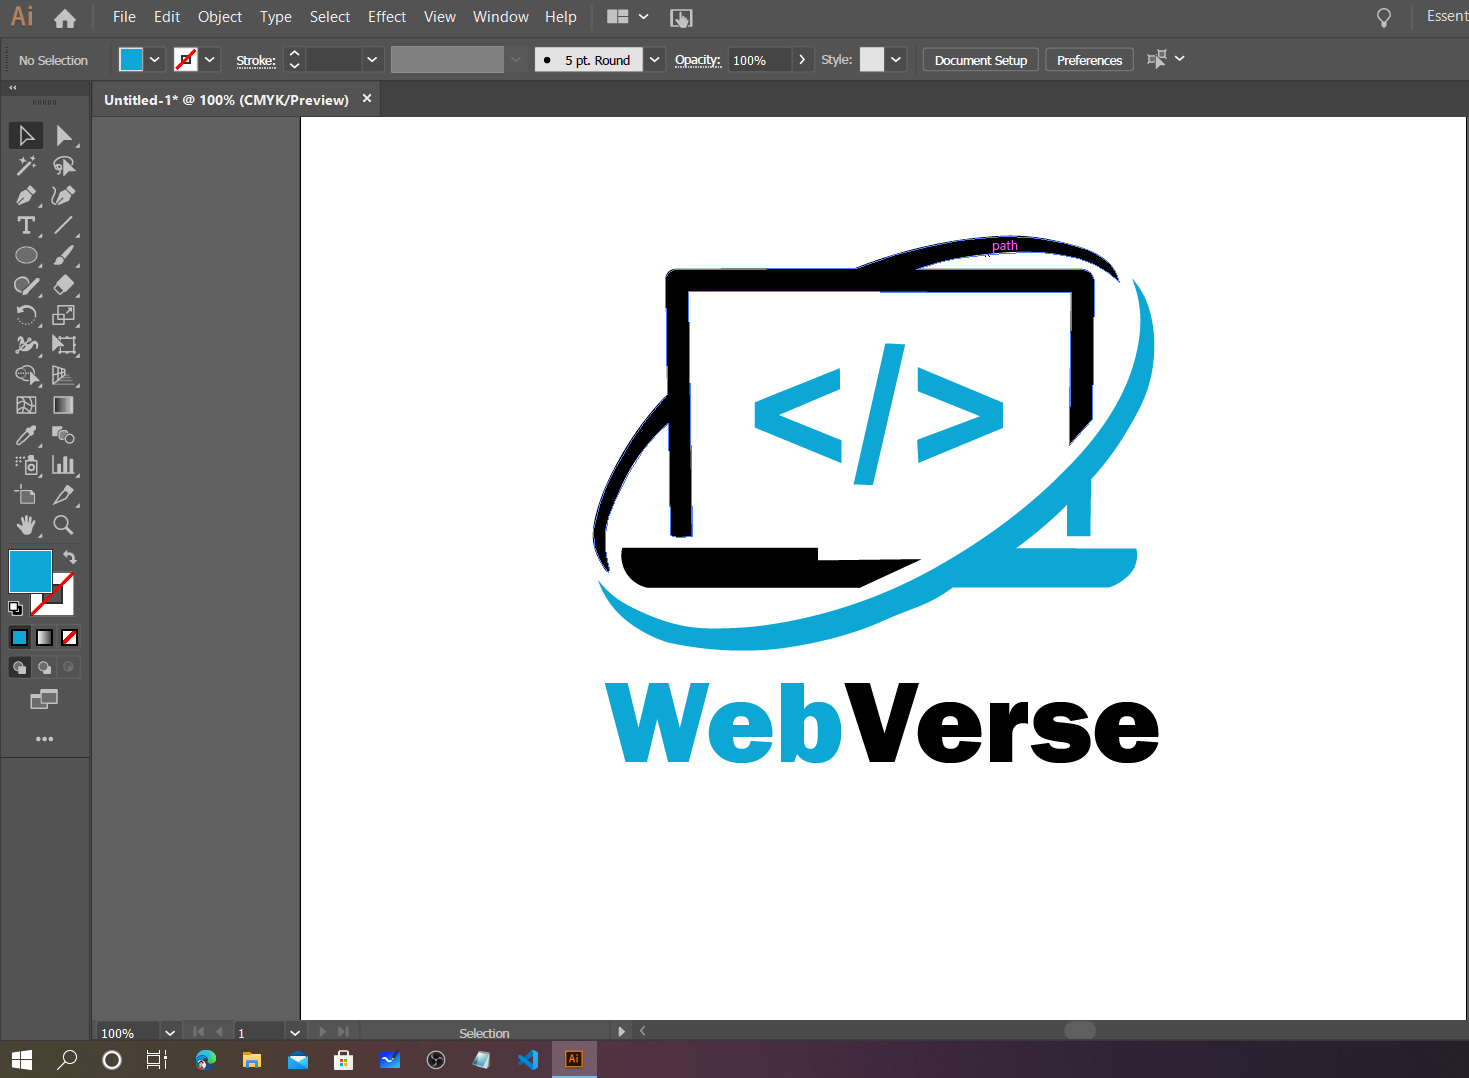 Ai File Edit Object Type Select Effect View Window Help Essent
No Selection Stroke: 5 pt. Round Opacity: 100% Style: Document Setup Preferences
Untitled-1* @ 100% (CMYK/Preview) ×
path
</>
WebVerse
100% 1 Selection
Ai